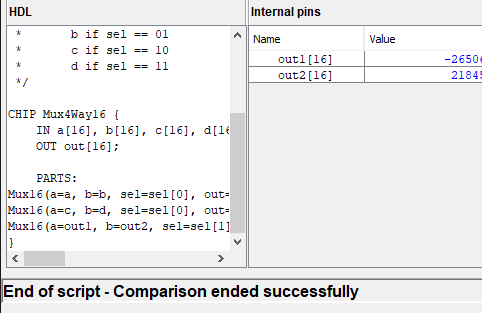 HDL
*       b if sel == 01
*       c if sel == 10
*       d if sel == 11
*/
CHIP Mux4Way16 {
    IN a[16], b[16], c[16],
    OUT out[16];
    PARTS:
Mux16(a=a, b=b, sel=sel[0], out=
Mux16(a=c, b=d, sel=sel[0], out=
Mux16(a=out1, b=out2, sel=sel[1]
}
Internal pins
Name Value
out1[16]
out2[16] 21845
End of script - Comparison ended successfully